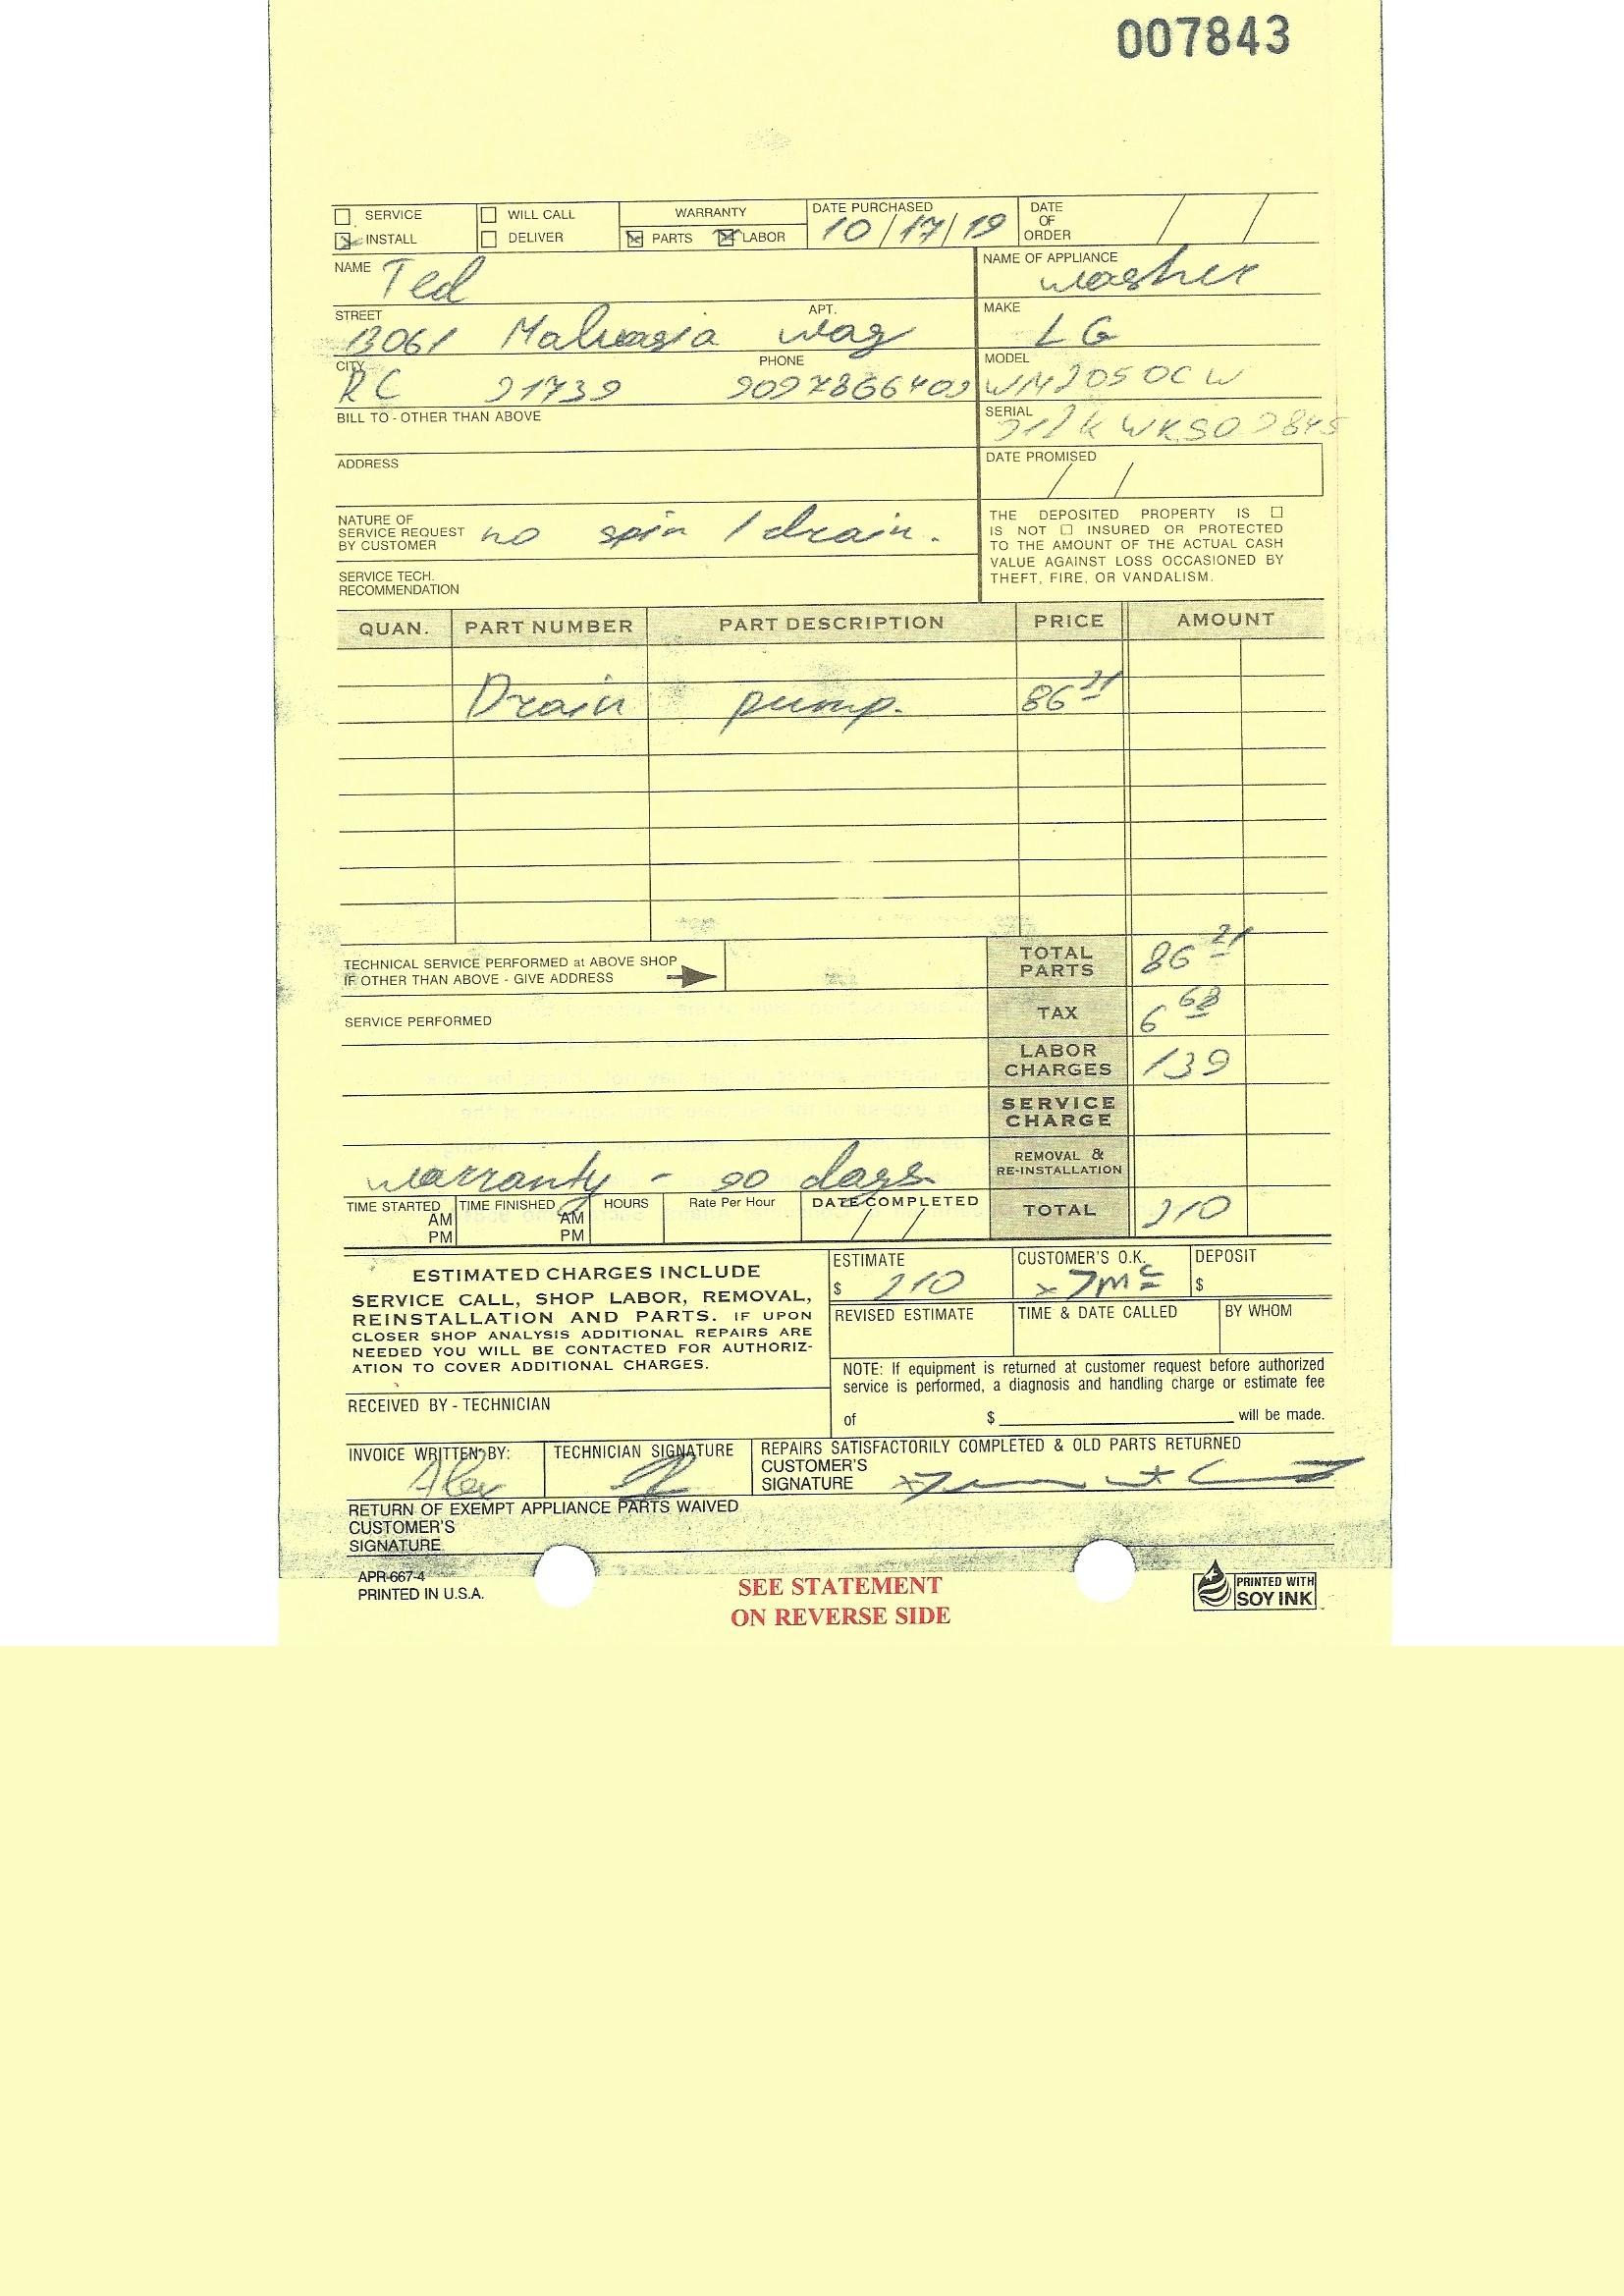 007843
SERVICE WILL CALL WARRANTY DATE PURCHASED DATE OF ORDER / /
INSTALL DELIVER PARTS LABOR 10/17/19
NAME Ted NAME OF APPLIANCE washer
STREET 13061 Malvasia way APT. MAKE LG
CITY RC 91739 PHONE 9097866409 MODEL WM2050CW
BILL TO - OTHER THAN ABOVE SERIAL
ADDRESS DATE PROMISED / /
NATURE OF
SERVICE REQUEST no spin / drain.
BY CUSTOMER
THE DEPOSITED PROPERTY IS ☐
IS NOT ☐ INSURED OR PROTECTED
TO THE AMOUNT OF THE ACTUAL CASH
VALUE AGAINST LOSS OCCASIONED BY
THEFT, FIRE, OR VANDALISM.
SERVICE TECH.
RECOMMENDATION
QUAN. PART NUMBER PART DESCRIPTION PRICE AMOUNT
Drain pump. 86 21
TECHNICAL SERVICE PERFORMED at ABOVE SHOP
IF OTHER THAN ABOVE - GIVE ADDRESS
TOTAL PARTS 86 21
SERVICE PERFORMED
TAX 6 68
LABOR CHARGES 139
SERVICE CHARGE
REMOVAL & RE-INSTALLATION
warranty - 90 days
TIME STARTED AM PM TIME FINISHED AM PM HOURS Rate Per Hour DATE COMPLETED / / TOTAL 210
ESTIMATED CHARGES INCLUDE
SERVICE CALL, SHOP LABOR, REMOVAL,
REINSTALLATION AND PARTS. IF UPON
CLOSER SHOP ANALYSIS ADDITIONAL REPAIRS ARE
NEEDED YOU WILL BE CONTACTED FOR AUTHORIZ-
ATION TO COVER ADDITIONAL CHARGES.
ESTIMATE $ 210 CUSTOMER'S O.K. DEPOSIT $
REVISED ESTIMATE TIME & DATE CALLED BY WHOM
NOTE: If equipment is returned at customer request before authorized
service is performed, a diagnosis and handling charge or estimate fee
of $ will be made.
RECEIVED BY - TECHNICIAN
INVOICE WRITTEN BY: Alex TECHNICIAN SIGNATURE REPAIRS SATISFACTORILY COMPLETED & OLD PARTS RETURNED
CUSTOMER'S
SIGNATURE
RETURN OF EXEMPT APPLIANCE PARTS WAIVED
CUSTOMER'S
SIGNATURE
APR-667-4
PRINTED IN U.S.A.
SEE STATEMENT
ON REVERSE SIDE
PRINTED WITH
SOY INK